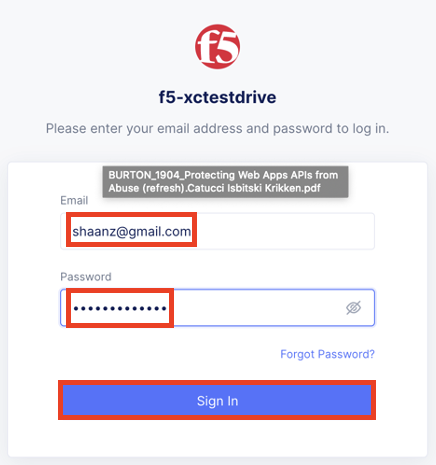 f5
f5-xctestdrive
Please enter your email address and password to log in.
BURTON_1904_Protecting Web Apps APIs from
Abuse (refresh).Catucci Isbitski Krikken.pdf
Email
shaanz@gmail.com
Password
•••••••••••••
Forgot Password?
Sign In